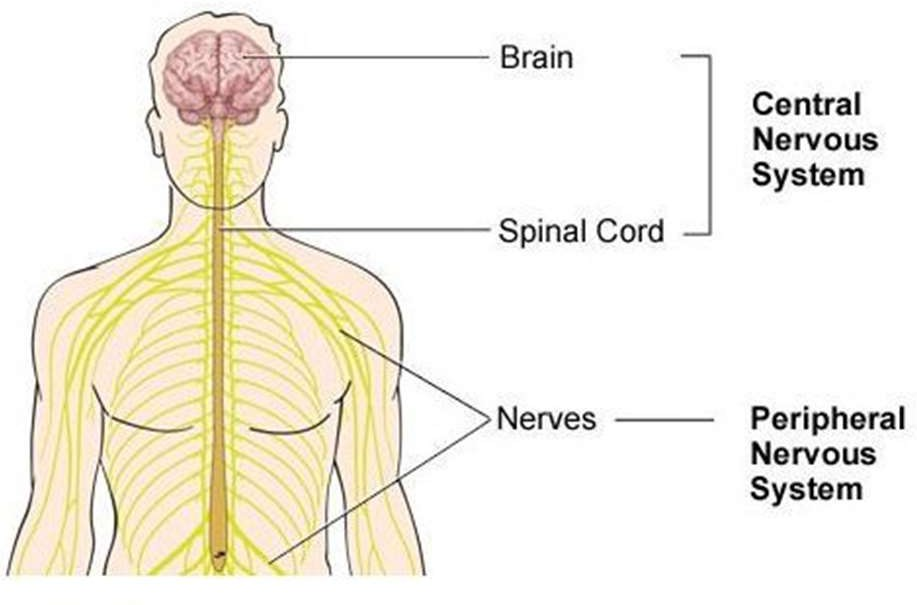 Brain
Central
Nervous
System
Spinal Cord
Nerves
Peripheral
Nervous
System